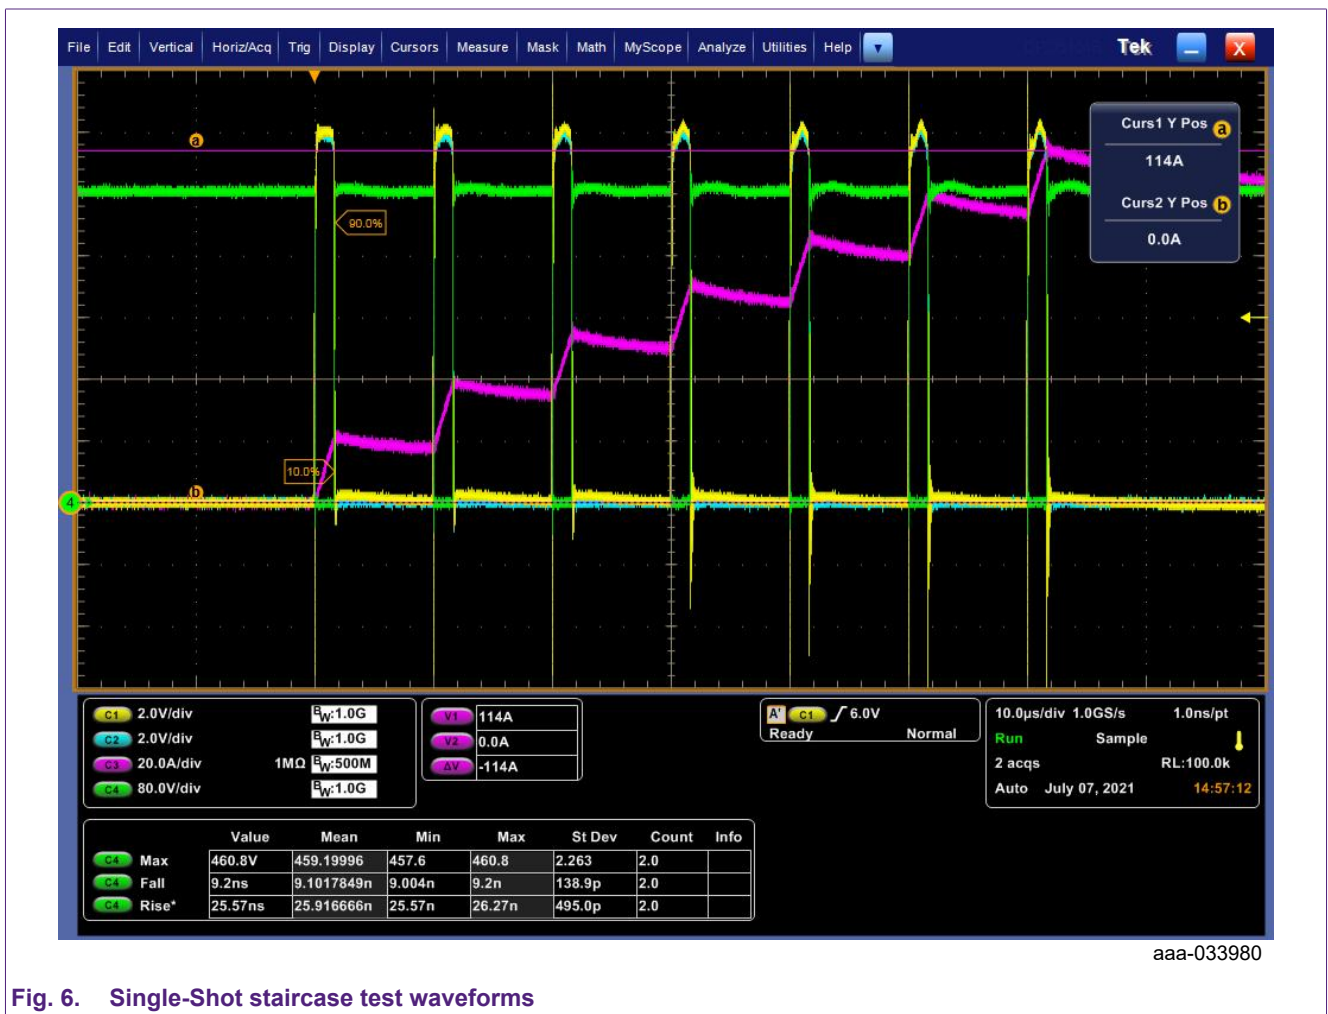 File Edit Vertical Horiz/Acq Trig Display Cursors Measure Mask Math MyScope Analyze Utilities Help Tek X
a
Curs1 Y Pos a
114A
Curs2 Y Pos b
0.0A
90.0%
10.0%
b
4
C1 2.0V/div BW:1.0G
C2 2.0V/div BW:1.0G
C3 20.0A/div 1MΩ BW:500M
C4 80.0V/div BW:1.0G
V1 114A
V2 0.0A
ΔV -114A
A' C1 6.0V
Ready Normal
10.0µs/div 1.0GS/s 1.0ns/pt
Run Sample
2 acqs RL:100.0k
Auto July 07, 2021 14:57:12
Value Mean Min Max St Dev Count Info
C4 Max 460.8V 459.19996 457.6 460.8 2.263 2.0
C4 Fall 9.2ns 9.1017849n 9.004n 9.2n 138.9p 2.0
C4 Rise* 25.57ns 25.916666n 25.57n 26.27n 495.0p 2.0
aaa-033980
Fig. 6. Single-Shot staircase test waveforms